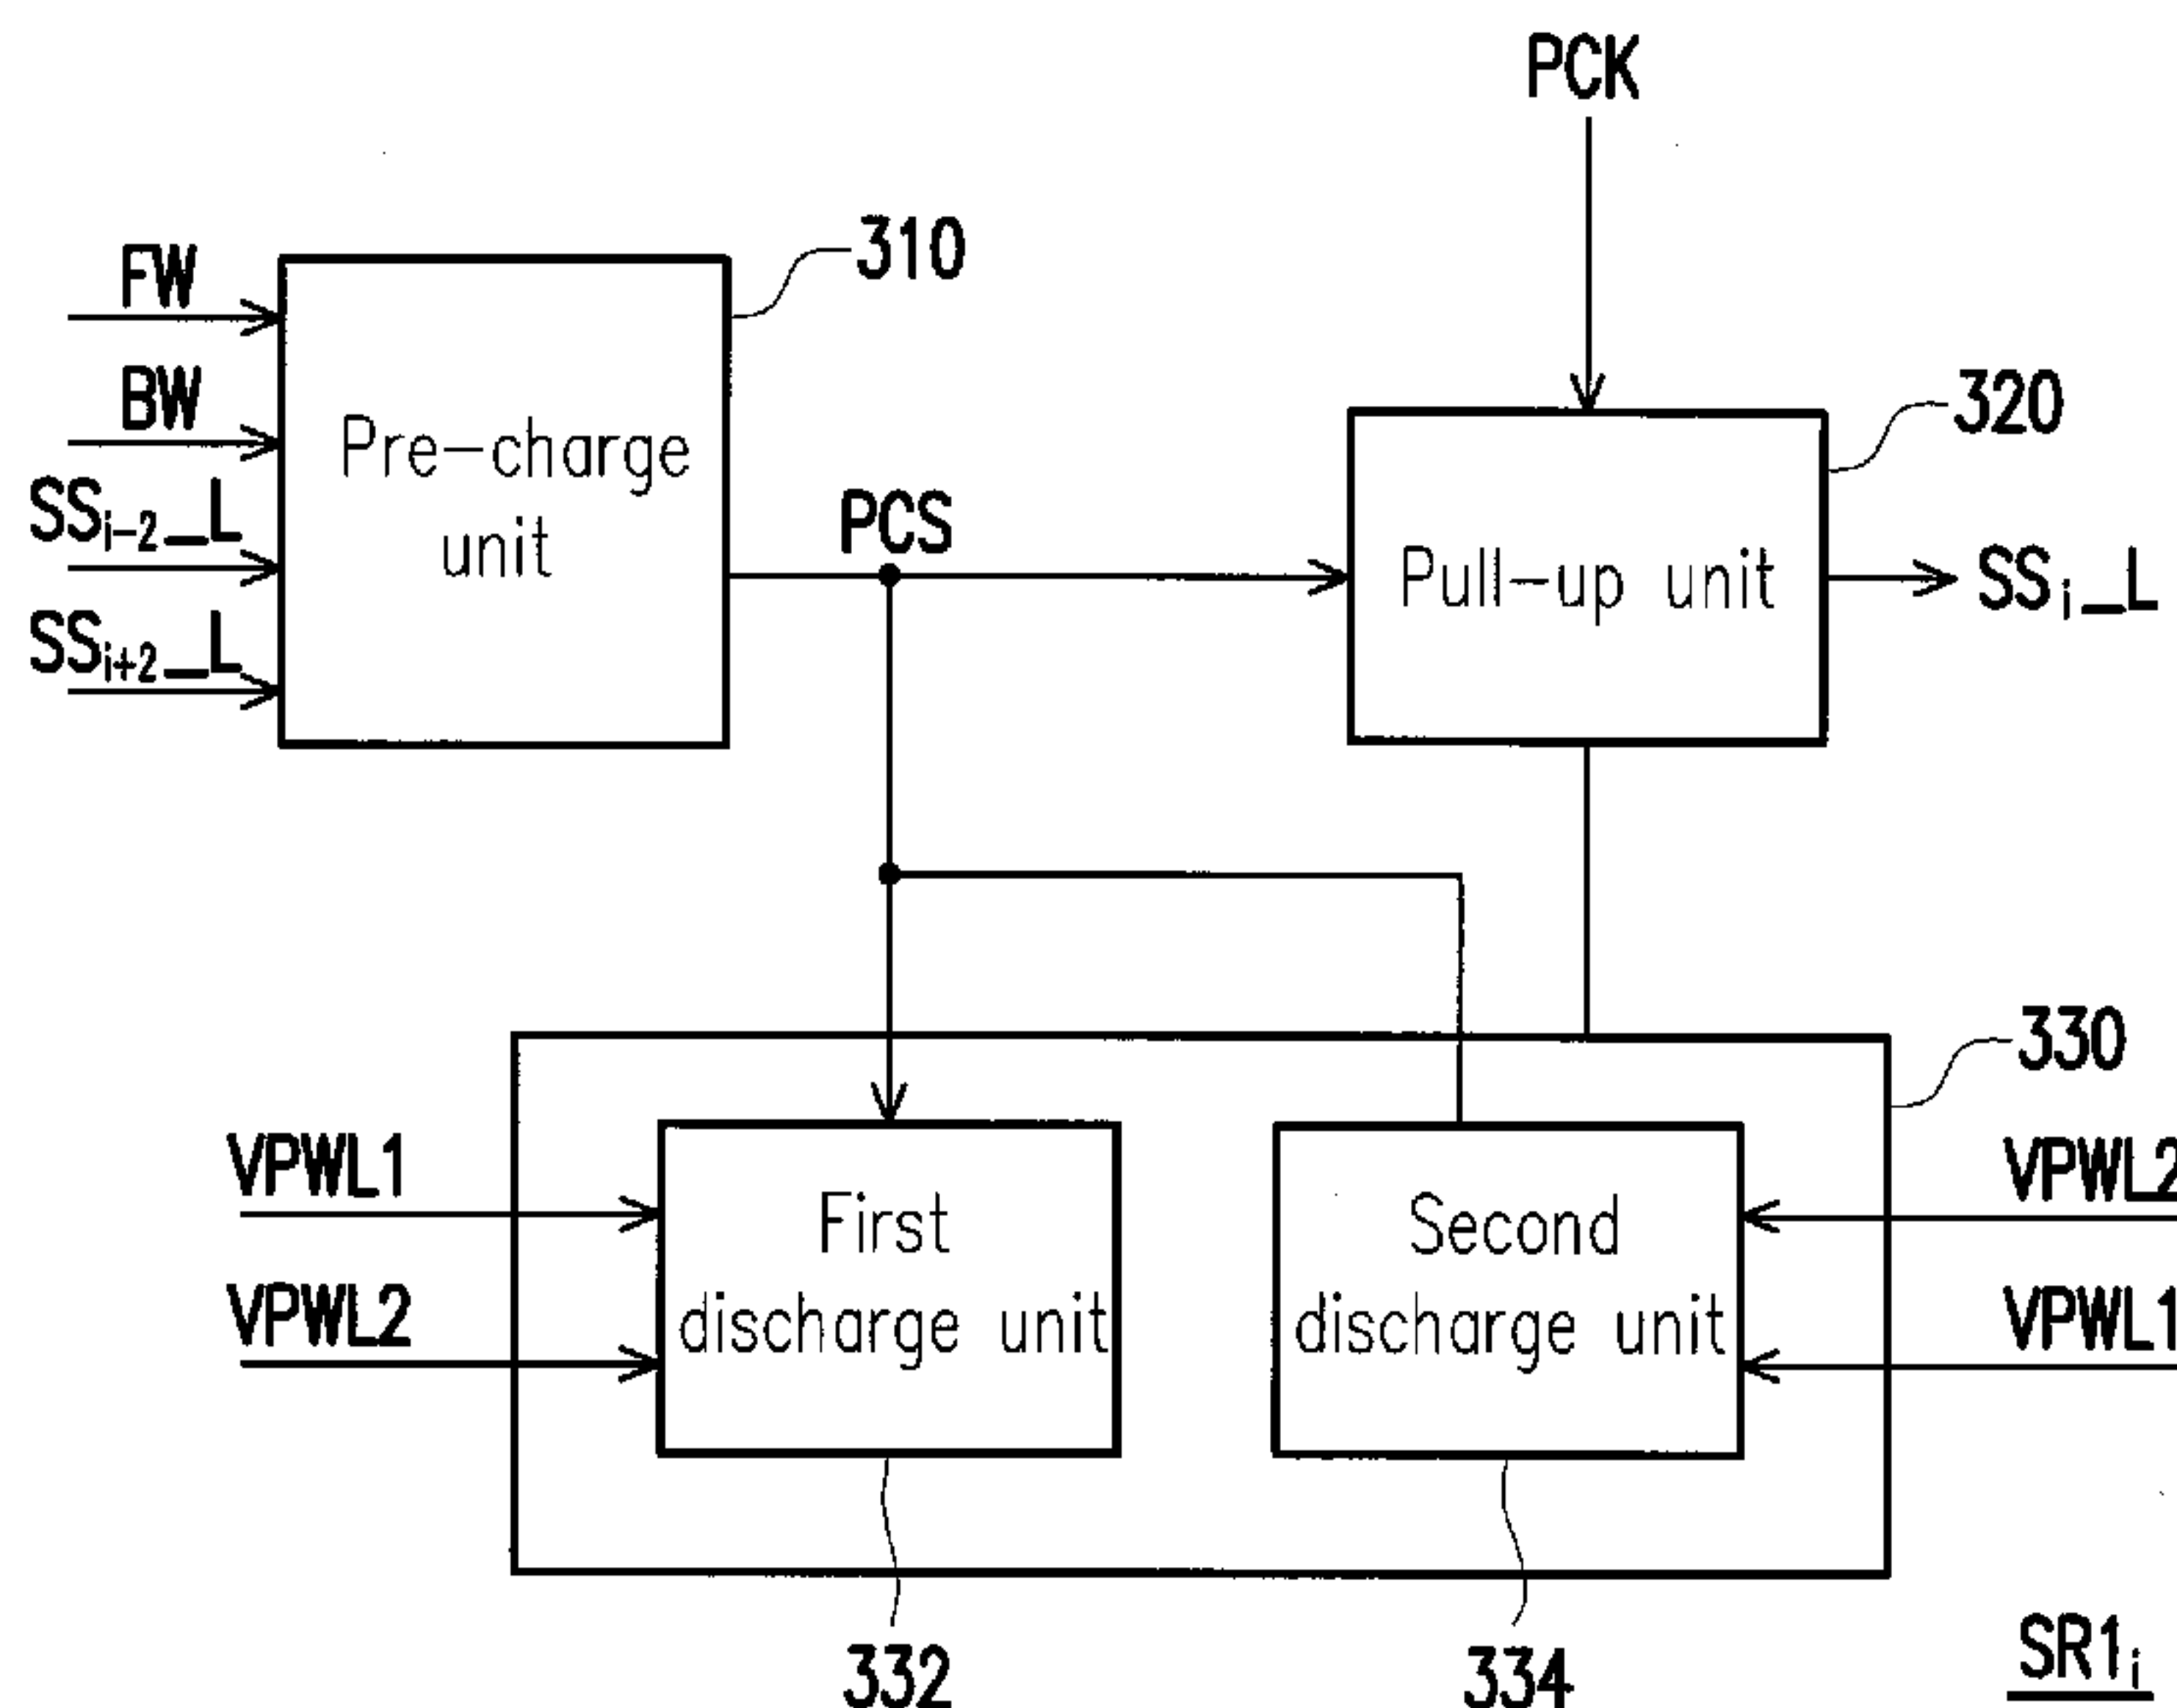 PCK
310
FW
BW
SSi-2_L
SSi+2_L
Pre-charge
unit
PCS
320
Pull-up unit
SSi_L
330
VPWL1
VPWL2
First
discharge unit
Second
discharge unit
VPWL2
VPWL1
332
334
SR1i